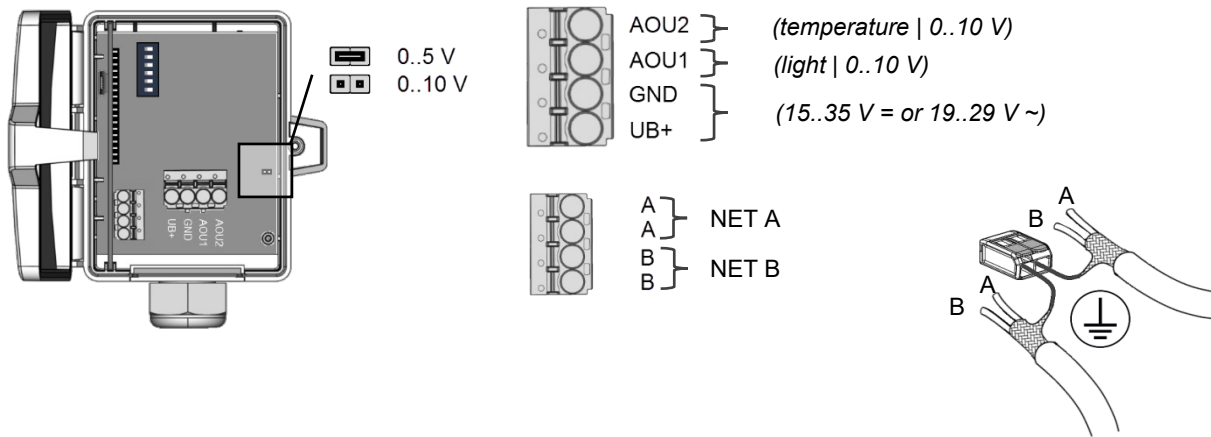 0..5 V
0..10 V
UB+
GND
AOU1
AOU2
AOU2 (temperature | 0..10 V)
AOU1 (light | 0..10 V)
GND
UB+
(15..35 V = or 19..29 V ~)
A
A
NET A
B
B
NET B
A
B
A
B